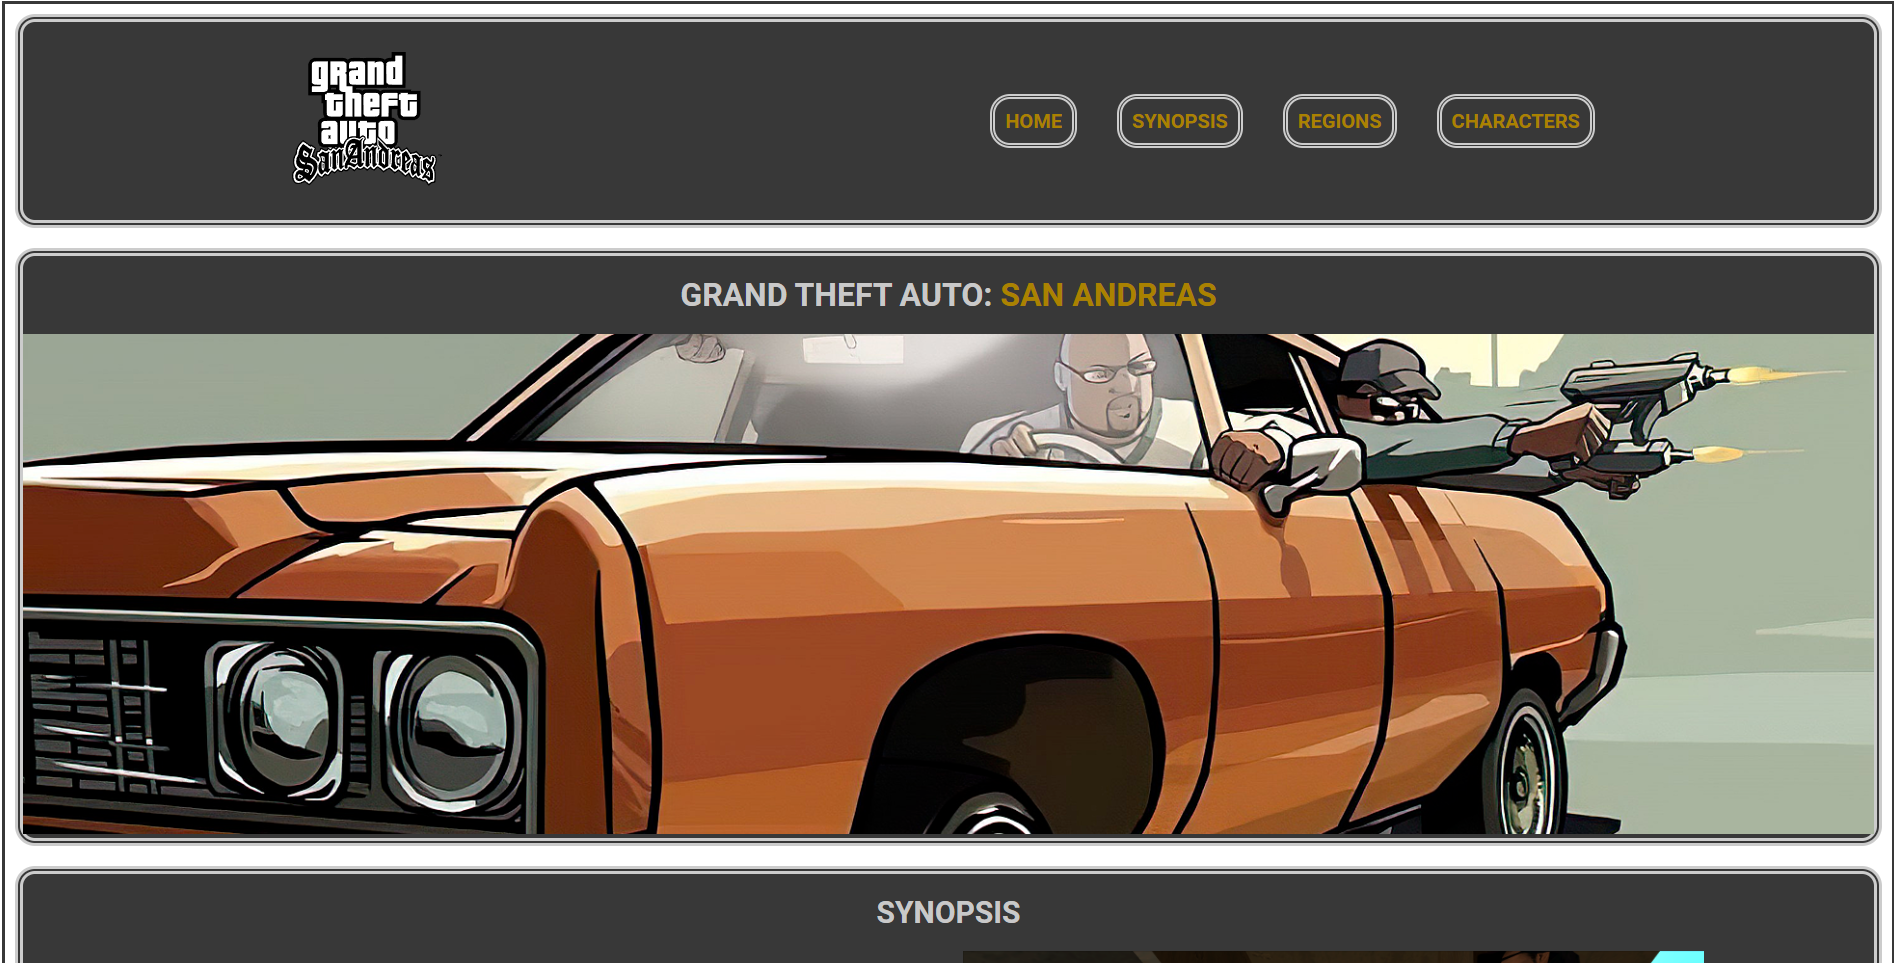 grand
theft
auto
San Andreas
HOME SYNOPSIS REGIONS CHARACTERS
GRAND THEFT AUTO: SAN ANDREAS
SYNOPSIS